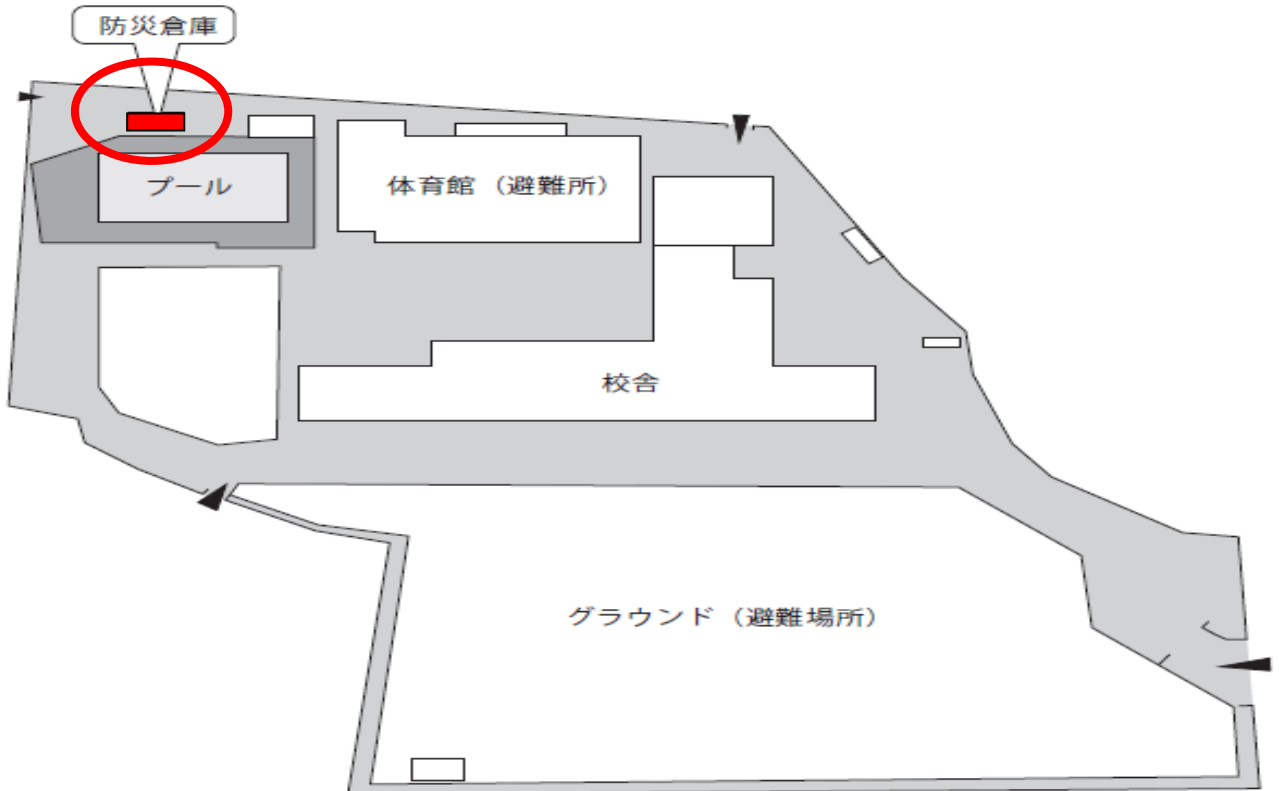 防災倉庫
プール
体育館（避難所）
校舎
グラウンド（避難場所）